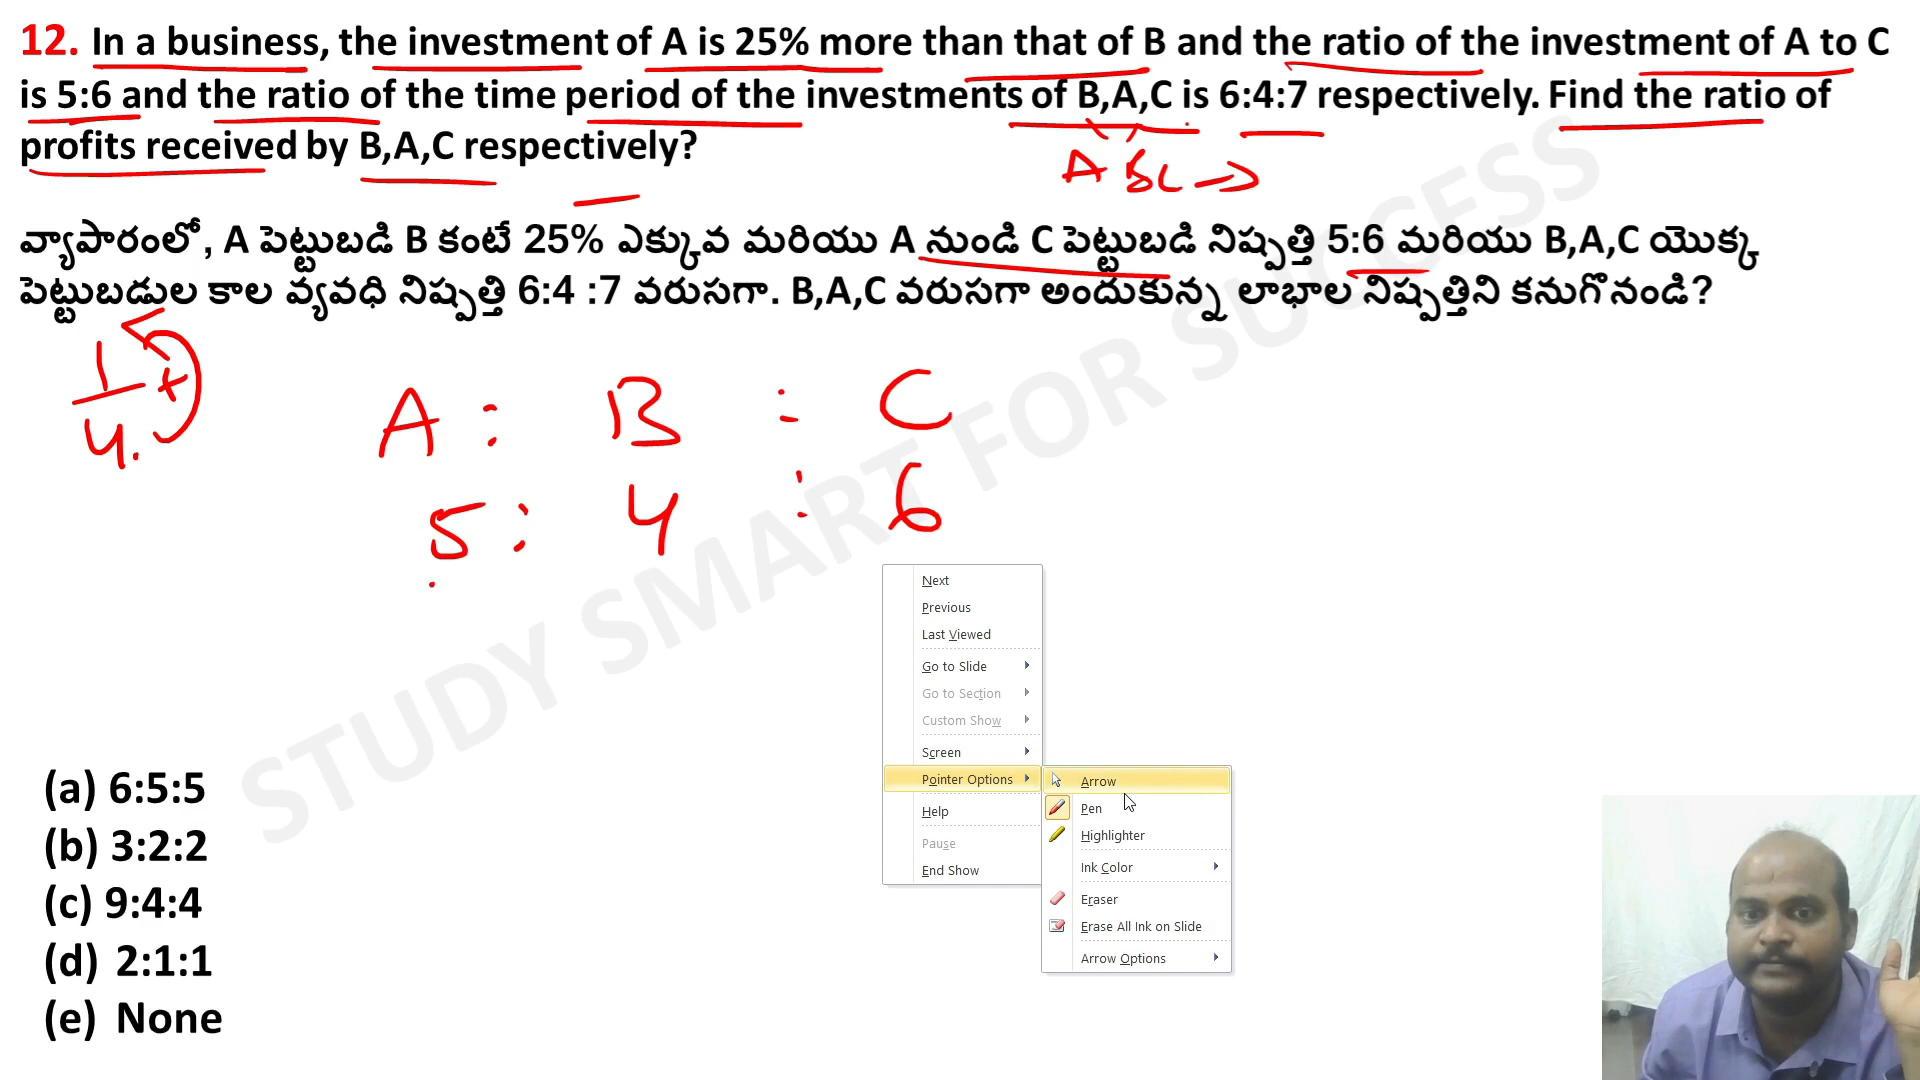 12. In a business, the investment of A is 25% more than that of B and the ratio of the investment of A to C
is 5:6 and the ratio of the time period of the investments of B,A,C is 6:4:7 respectively. Find the ratio of
profits received by B,A,C respectively?
A BC →
వ్యాపారంలో, A పెట్టుబడి B కంటే 25% ఎక్కువ మరియు A నుండి C పెట్టుబడి నిష్పత్తి 5:6 మరియు B,A,C యొక్క
పెట్టుబడుల కాల వ్యవధి నిష్పత్తి 6:4 :7 వరుసగా. B,A,C వరుసగా అందుకున్న లాభాల నిష్పత్తిని కనుగొనండి?
1
+
4
A : B : C
5 : 4 : 6
STUDY SMART FOR SUCCESS
Next
Previous
Last Viewed
Go to Slide
Go to Section
Custom Show
Screen
Pointer Options
Help
Pause
End Show
Arrow
Pen
Highlighter
Ink Color
Eraser
Erase All Ink on Slide
Arrow Options
(a) 6:5:5
(b) 3:2:2
(c) 9:4:4
(d) 2:1:1
(e) None